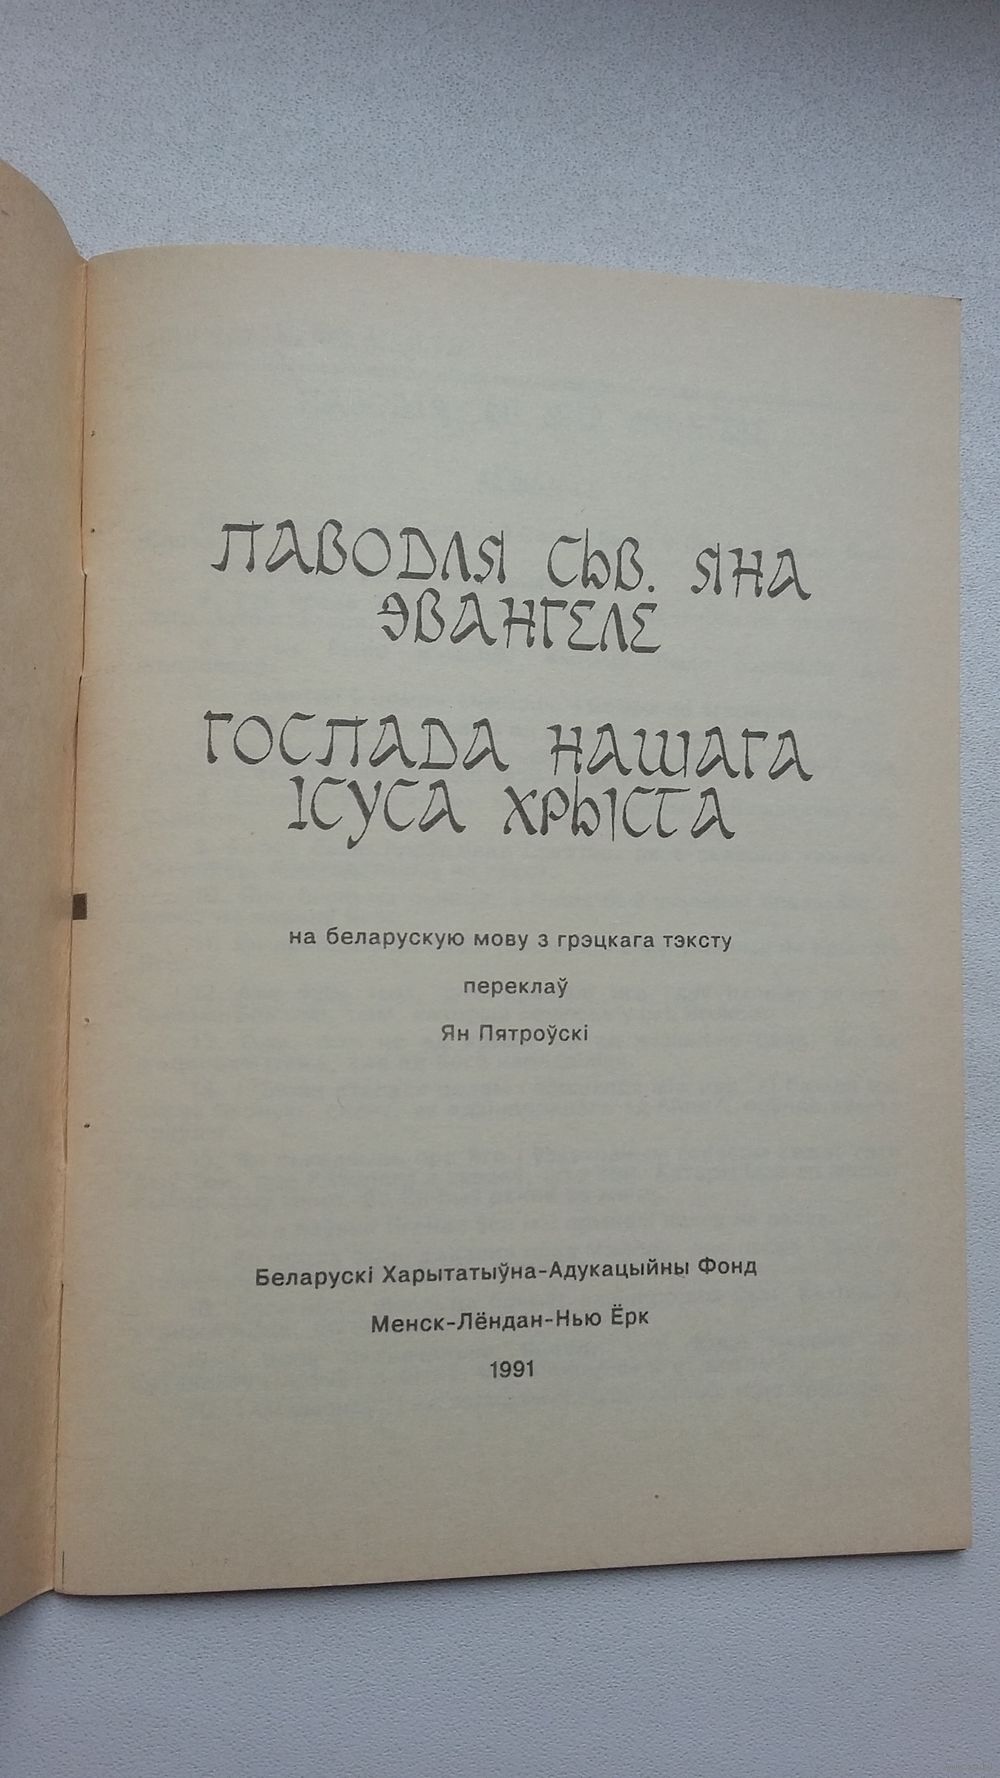 ПАВОДЛЯ СЬВ. ЯНА
ЭВАНГЕЛЕ
ГОСПАДА НАШАГА
ІСУСА ХРЫСТА
на беларускую мову з грэцкага тэксту
пераклаў
Ян Пятроўскі
Беларускі Харытатыўна-Адукацыйны Фонд
Менск-Лёндан-Нью Ёрк
1991